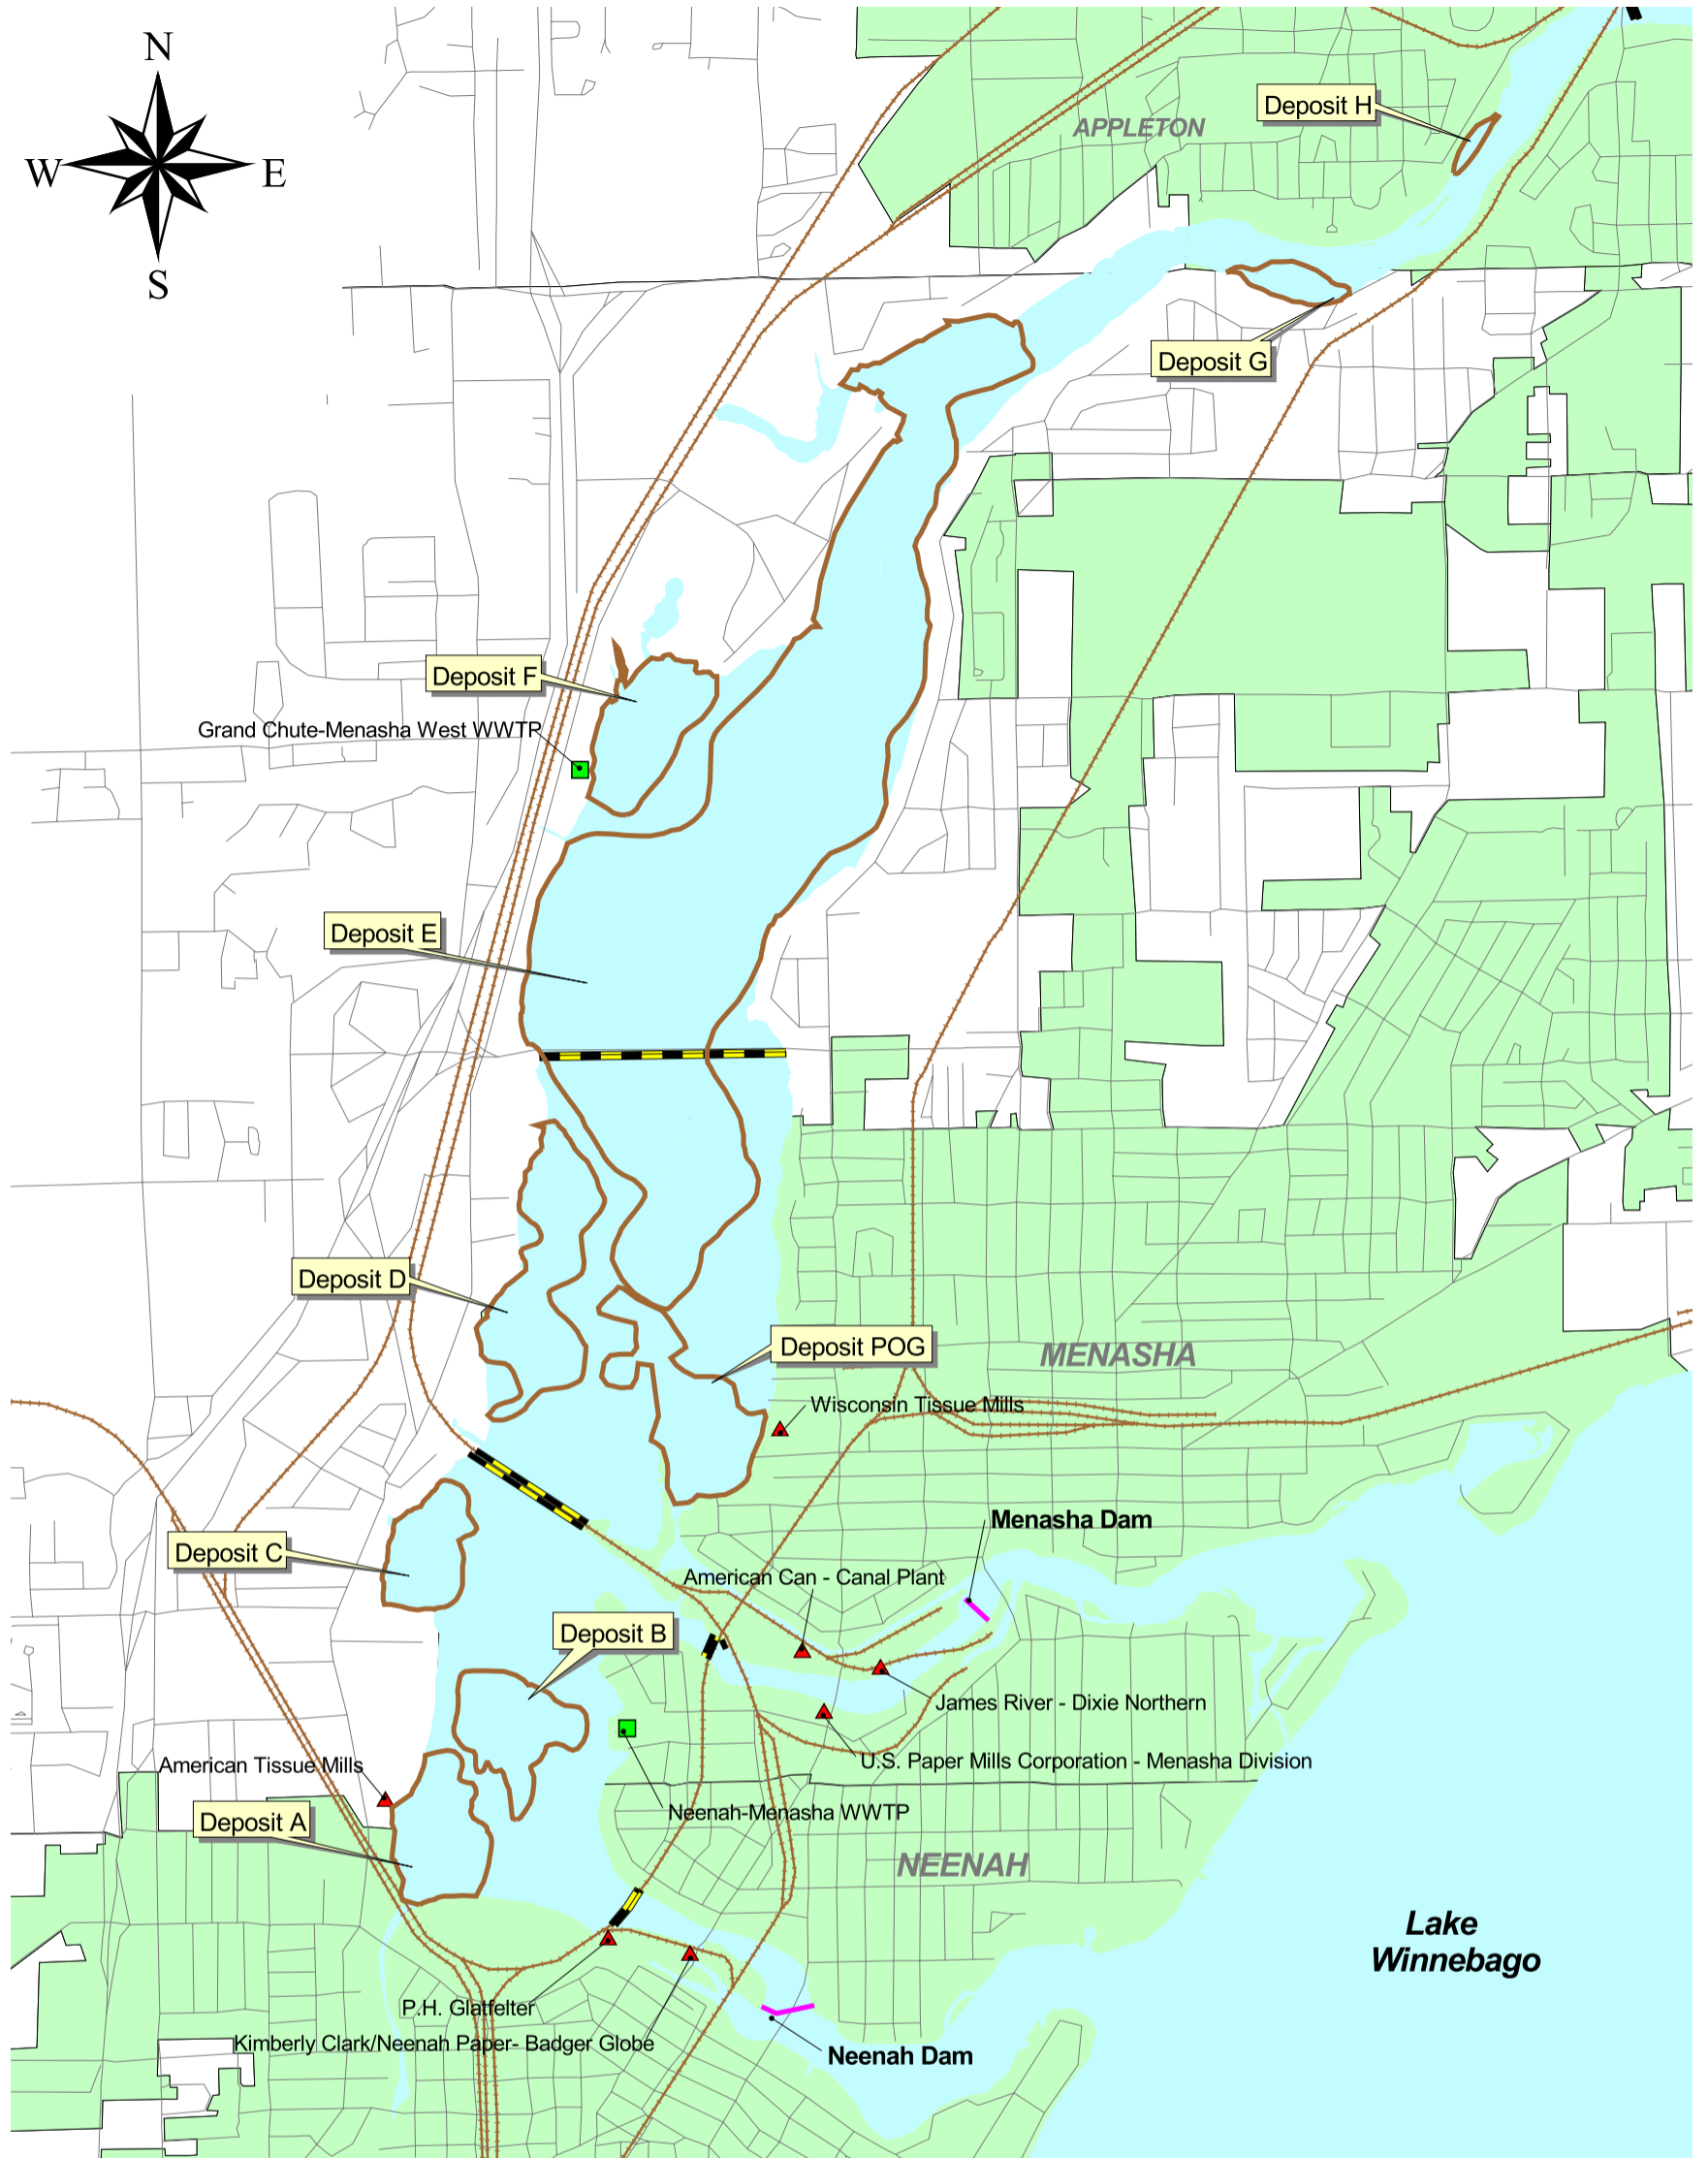 N
W
E
S
Deposit H
APPLETON
Deposit G
Deposit F
Grand Chute-Menasha West WWTP
Deposit E
Deposit D
Deposit POG
MENASHA
Wisconsin Tissue Mills
Menasha Dam
Deposit C
American Can - Canal Plant
Deposit B
James River - Dixie Northern
American Tissue Mills
U.S. Paper Mills Corporation - Menasha Division
Neenah-Menasha WWTP
Deposit A
NEENAH
Lake
Winnebago
P.H. Glatfelter
Kimberly Clark/Neenah Paper- Badger Globe
Neenah Dam